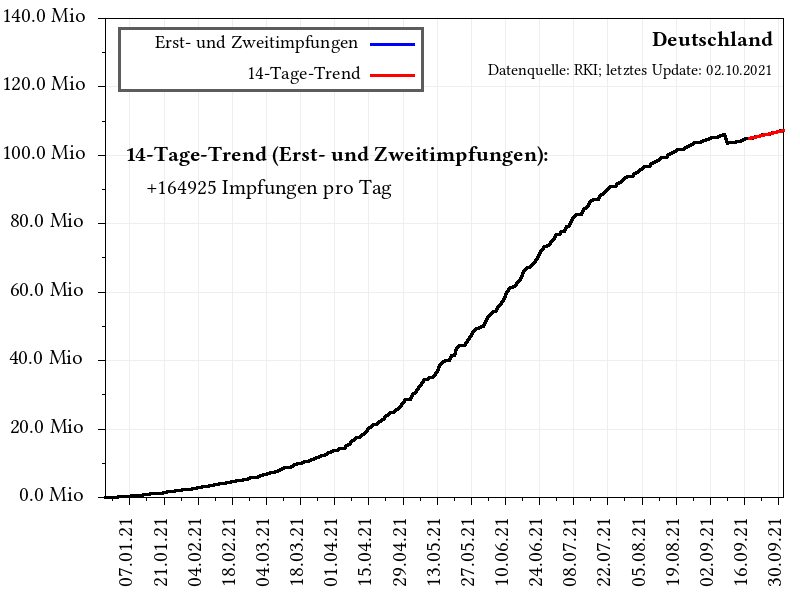 140.0 Mio
120.0 Mio
100.0 Mio
80.0 Mio
60.0 Mio
40.0 Mio
20.0 Mio
0.0 Mio
Erst- und Zweitimpfungen
14-Tage-Trend
Deutschland
Datenquelle: RKI; letztes Update: 02.10.2021
14-Tage-Trend (Erst- und Zweitimpfungen):
+164925 Impfungen pro Tag
07.01.21
21.01.21
04.02.21
18.02.21
04.03.21
18.03.21
01.04.21
15.04.21
29.04.21
13.05.21
27.05.21
10.06.21
24.06.21
08.07.21
22.07.21
05.08.21
19.08.21
02.09.21
16.09.21
30.09.21